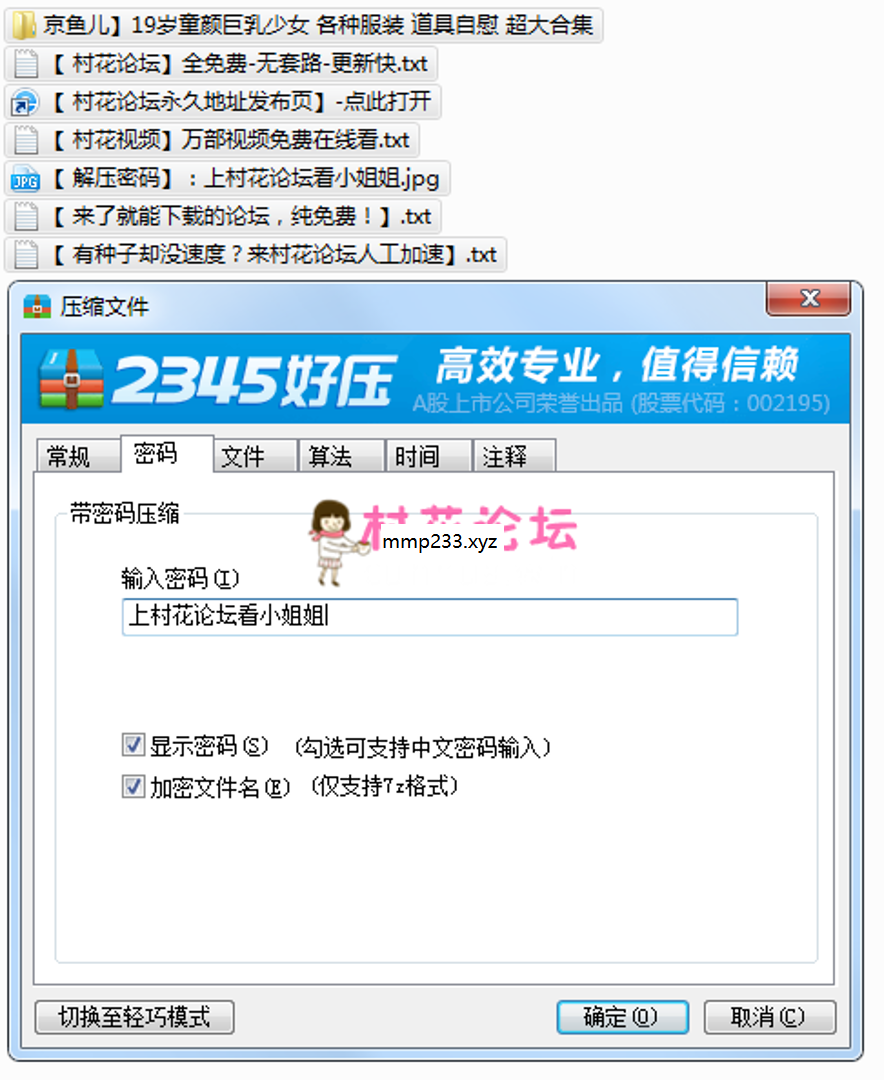 京鱼儿】19岁童颜巨乳少女 各种服装 道具自慰 超大合集
【 村花论坛】全免费-无套路-更新快.txt
【 村花论坛永久地址发布页】-点此打开
【 村花视频】万部视频免费在线看.txt
JPG 【 解压密码】：上村花论坛看小姐姐.jpg
【 来了就能下载的论坛，纯免费！】.txt
【 有种子却没速度？来村花论坛人工加速】.txt
压缩文件
2345好压 高效专业，值得信赖
A股上市公司荣誉出品 (股票代码：002195)
常规 密码 文件 算法 时间 注释
带密码压缩
村花论坛
mmp233.xyz
输入密码(I)
上村花论坛看小姐姐
显示密码(S) (勾选可支持中文密码输入)
加密文件名(E) (仅支持7z格式)
切换至轻巧模式 确定(O) 取消(C)